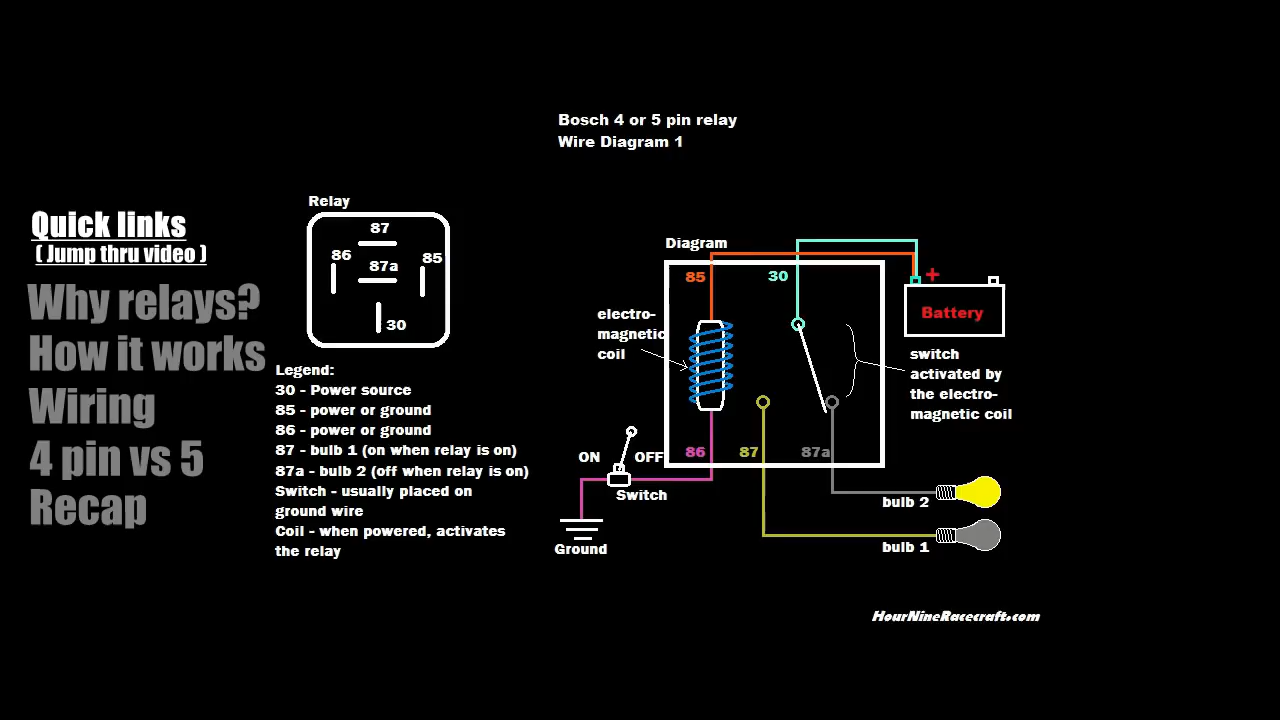 Bosch 4 or 5 pin relay
Wire Diagram 1
Quick links
( Jump thru video )
Why relays?
How it works
Wiring
4 pin vs 5
Recap
Relay
87
86
85
87a
30
Legend:
30 - Power source
85 - power or ground
86 - power or ground
87 - bulb 1 (on when relay is on)
87a - bulb 2 (off when relay is on)
Switch - usually placed on
ground wire
Coil - when powered, activates
the relay
Diagram
85
30
+
Battery
electro-
magnetic
coil
switch
activated by
the electro-
magnetic coil
86
87
87a
ON
OFF
Switch
Ground
bulb 2
bulb 1
HourNineRacecraft.com